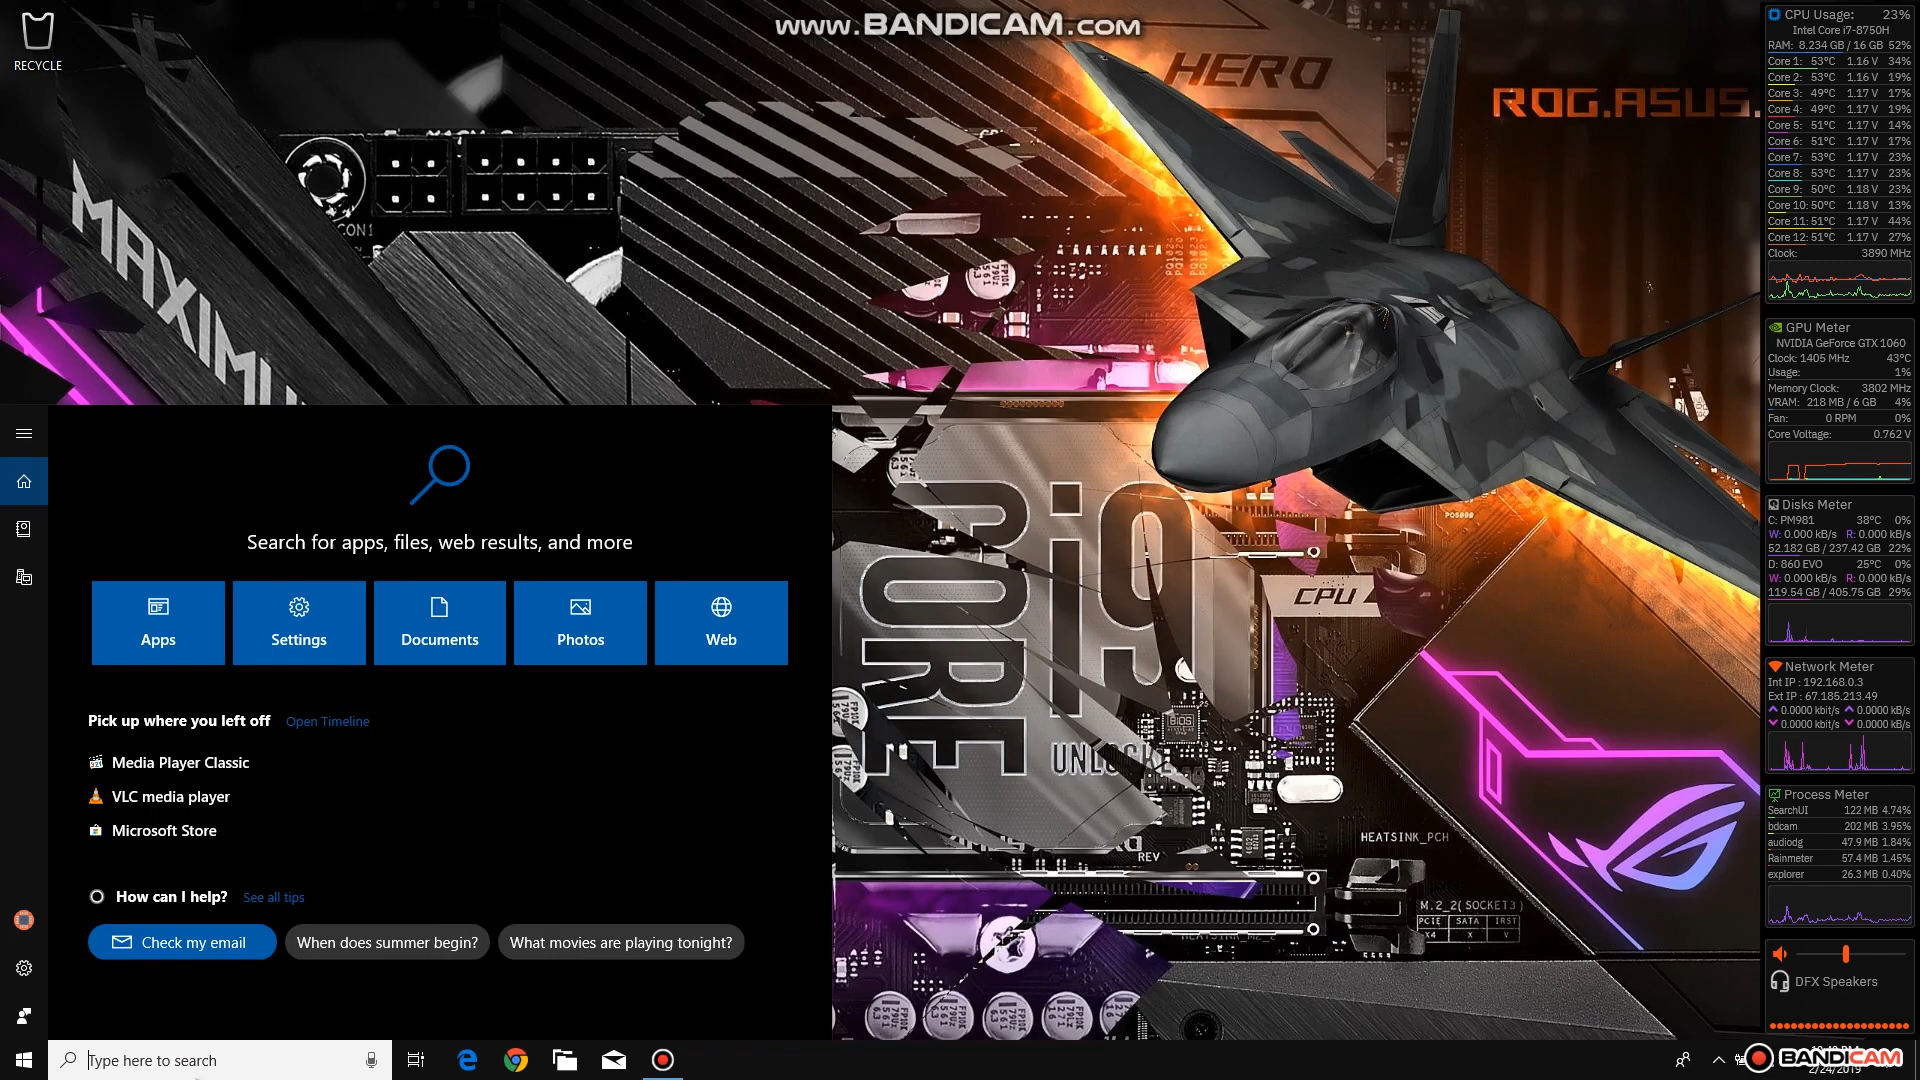 www.BANDICAM.com
RECYCLE
HERO
ROG.ASUS.
MAXIMU
CON1
CPU Usage: 23%
Intel Core i7-8750H
RAM: 8.234 GB / 16 GB 52%
Core 1: 53°C 1.16 V 34%
Core 2: 53°C 1.16 V 19%
Core 3: 49°C 1.17 V 17%
Core 4: 49°C 1.17 V 19%
Core 5: 51°C 1.17 V 14%
Core 6: 51°C 1.17 V 17%
Core 7: 53°C 1.17 V 23%
Core 8: 53°C 1.17 V 23%
Core 9: 50°C 1.18 V 23%
Core 10: 50°C 1.18 V 13%
Core 11: 51°C 1.17 V 44%
Core 12: 51°C 1.17 V 27%
Clock: 3890 MHz
GPU Meter
NVIDIA GeForce GTX 1060
Clock: 1405 MHz 43°C
Usage: 1%
Memory Clock: 3802 MHz
VRAM: 218 MB / 6 GB 4%
Fan: 0 RPM 0%
Core Voltage: 0.762 V
Disks Meter
C: PM981 38°C 0%
W: 0.000 kB/s R: 0.000 kB/s
52.182 GB / 237.42 GB 22%
D: 860 EVO 25°C 0%
W: 0.000 kB/s R: 0.000 kB/s
119.54 GB / 405.75 GB 29%
Network Meter
Int IP : 192.168.0.3
Ext IP : 67.185.213.49
0.0000 kbit/s 0.0000 kB/s
0.0000 kbit/s 0.0000 kB/s
Process Meter
SearchUI 122 MB 4.74%
bdcam 202 MB 3.95%
audiodg 47.9 MB 1.84%
Rainmeter 57.4 MB 1.45%
explorer 26.3 MB 0.40%
DFX Speakers
Search for apps, files, web results, and more
Apps
Settings
Documents
Photos
Web
Pick up where you left off Open Timeline
Media Player Classic
VLC media player
Microsoft Store
How can I help? See all tips
Check my email
When does summer begin?
What movies are playing tonight?
CORE
i9
CPU
BIOS
HEATSINK_PCH
REV
M.2_2(SOCKET3)
PCIE SATA IRST
X4 X V
Type here to search
BANDICAM
2/24/2019